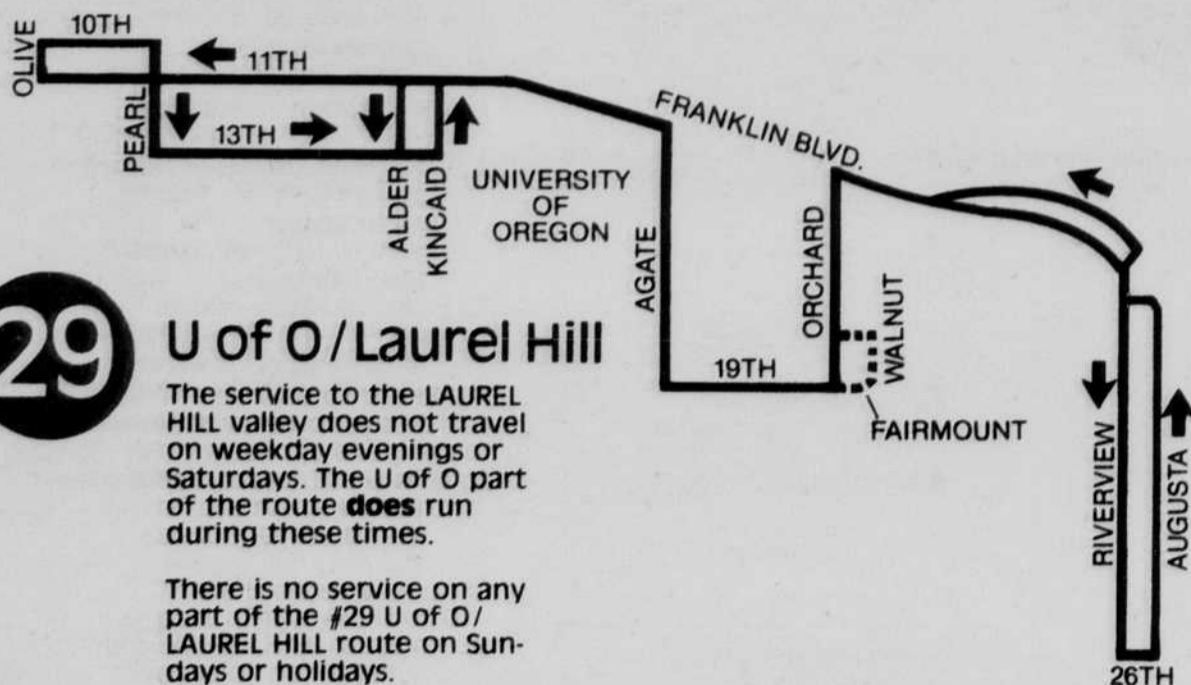 10TH
OLIVE
11TH
PEARL
13TH
ALDER
KINCAID
UNIVERSITY
OF
OREGON
FRANKLIN BLVD.
AGATE
ORCHARD
WALNUT
19TH
FAIRMOUNT
RIVERVIEW
AUGUSTA
26TH
29
U of O/Laurel Hill
The service to the LAUREL
HILL valley does not travel
on weekday evenings or
Saturdays. The U of O part
of the route does run
during these times.
There is no service on any
part of the #29 U of O/
LAUREL HILL route on Sun-
days or holidays.